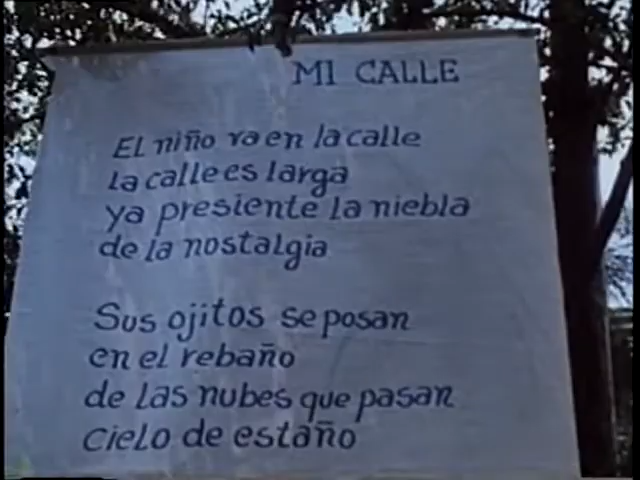 MI CALLE
El niño va en la calle
la calle es larga
ya presiente la niebla
de la nostalgia
Sus ojitos se posan
en el rebaño
de las nubes que pasan
cielo de estaño